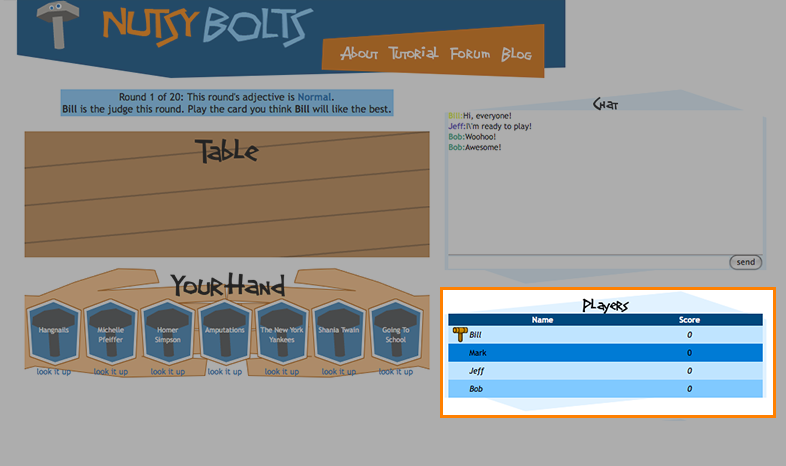 NUTSY BOLTS
About Tutorial Forum Blog
Round 1 of 20: This round's adjective is Normal.
Bill is the judge this round. Play the card you think Bill will like the best.
Table
Chat
Bill:Hi, everyone!
Jeff:I\'m ready to play!
Bob:Woohoo!
Bob:Awesome!
send
Your Hand
Hangnails
Michelle
Pfeiffer
Homer
Simpson
Amputations
The New York
Yankees
Shania Twain
Going To
School
look it up look it up look it up look it up look it up look it up look it up
Players
Name Score
Bill 0
Mark 0
Jeff 0
Bob 0